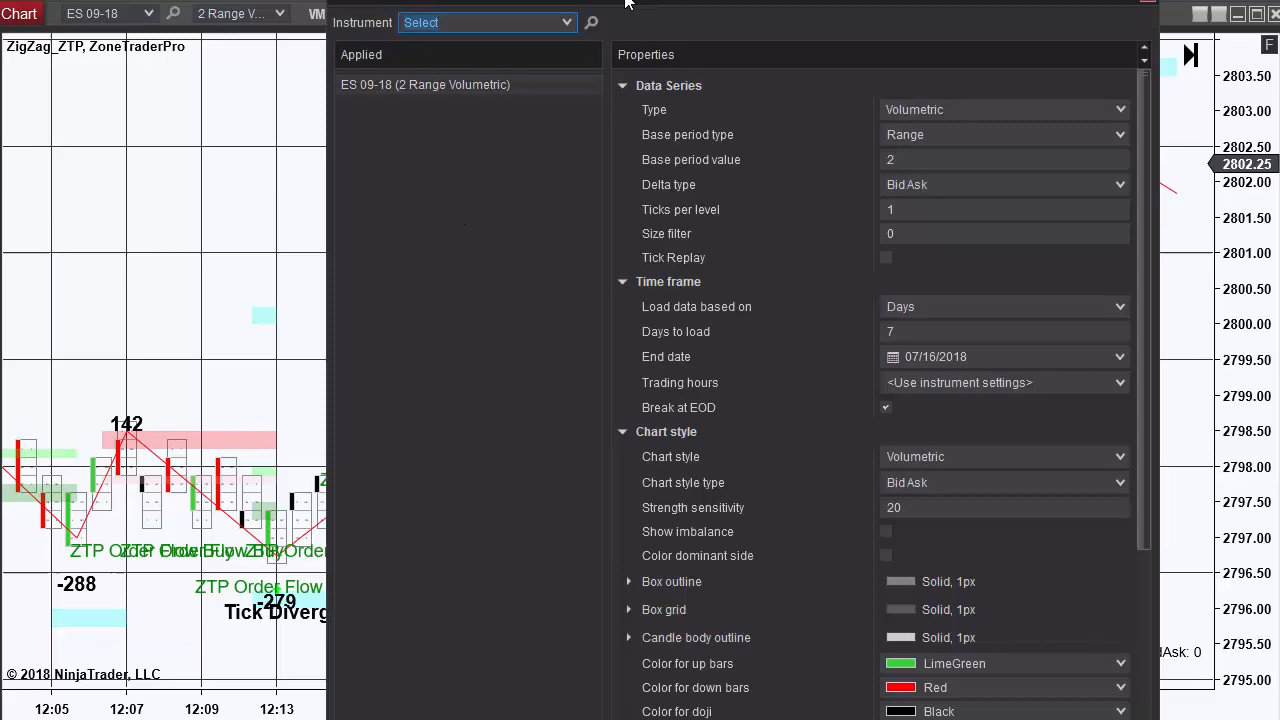 Chart
ES 09-18
2 Range V...
VM
ZigZag_ZTP, ZoneTraderPro
Instrument
Select
Applied
ES 09-18 (2 Range Volumetric)
Properties
Data Series
Type
Volumetric
Base period type
Range
Base period value
2
Delta type
BidAsk
Ticks per level
1
Size filter
0
Tick Replay
Time frame
Load data based on
Days
Days to load
7
End date
07/16/2018
Trading hours
<Use instrument settings>
Break at EOD
Chart style
Chart style
Volumetric
Chart style type
BidAsk
Strength sensitivity
20
Show imbalance
Color dominant side
Box outline
Solid, 1px
Box grid
Solid, 1px
Candle body outline
Solid, 1px
Color for up bars
LimeGreen
Color for down bars
Red
Color for doji
Black
F
2803.50
2803.00
2802.50
2802.25
2802.00
2801.50
2801.00
2800.50
2800.00
2799.50
2799.00
2798.50
2798.00
2797.50
2797.00
2796.50
2796.00
2795.50
2795.00
Ask: 0
142
-288
ZTP Order Flow
-279
Tick Diverg
© 2018 NinjaTrader, LLC
12:05
12:07
12:09
12:13